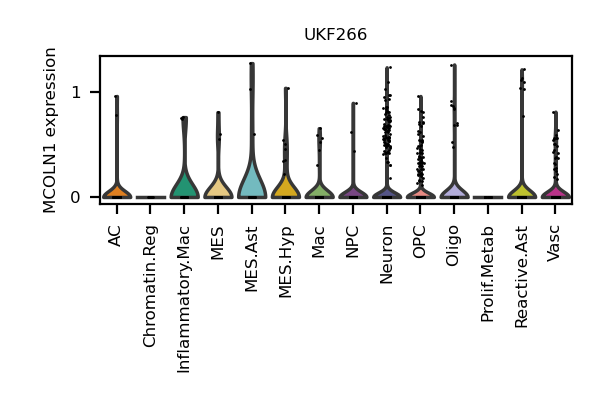 UKF266
MCOLN1 expression
1
0
AC
Chromatin.Reg
Inflammatory.Mac
MES
MES.Ast
MES.Hyp
Mac
NPC
Neuron
OPC
Oligo
Prolif.Metab
Reactive.Ast
Vasc